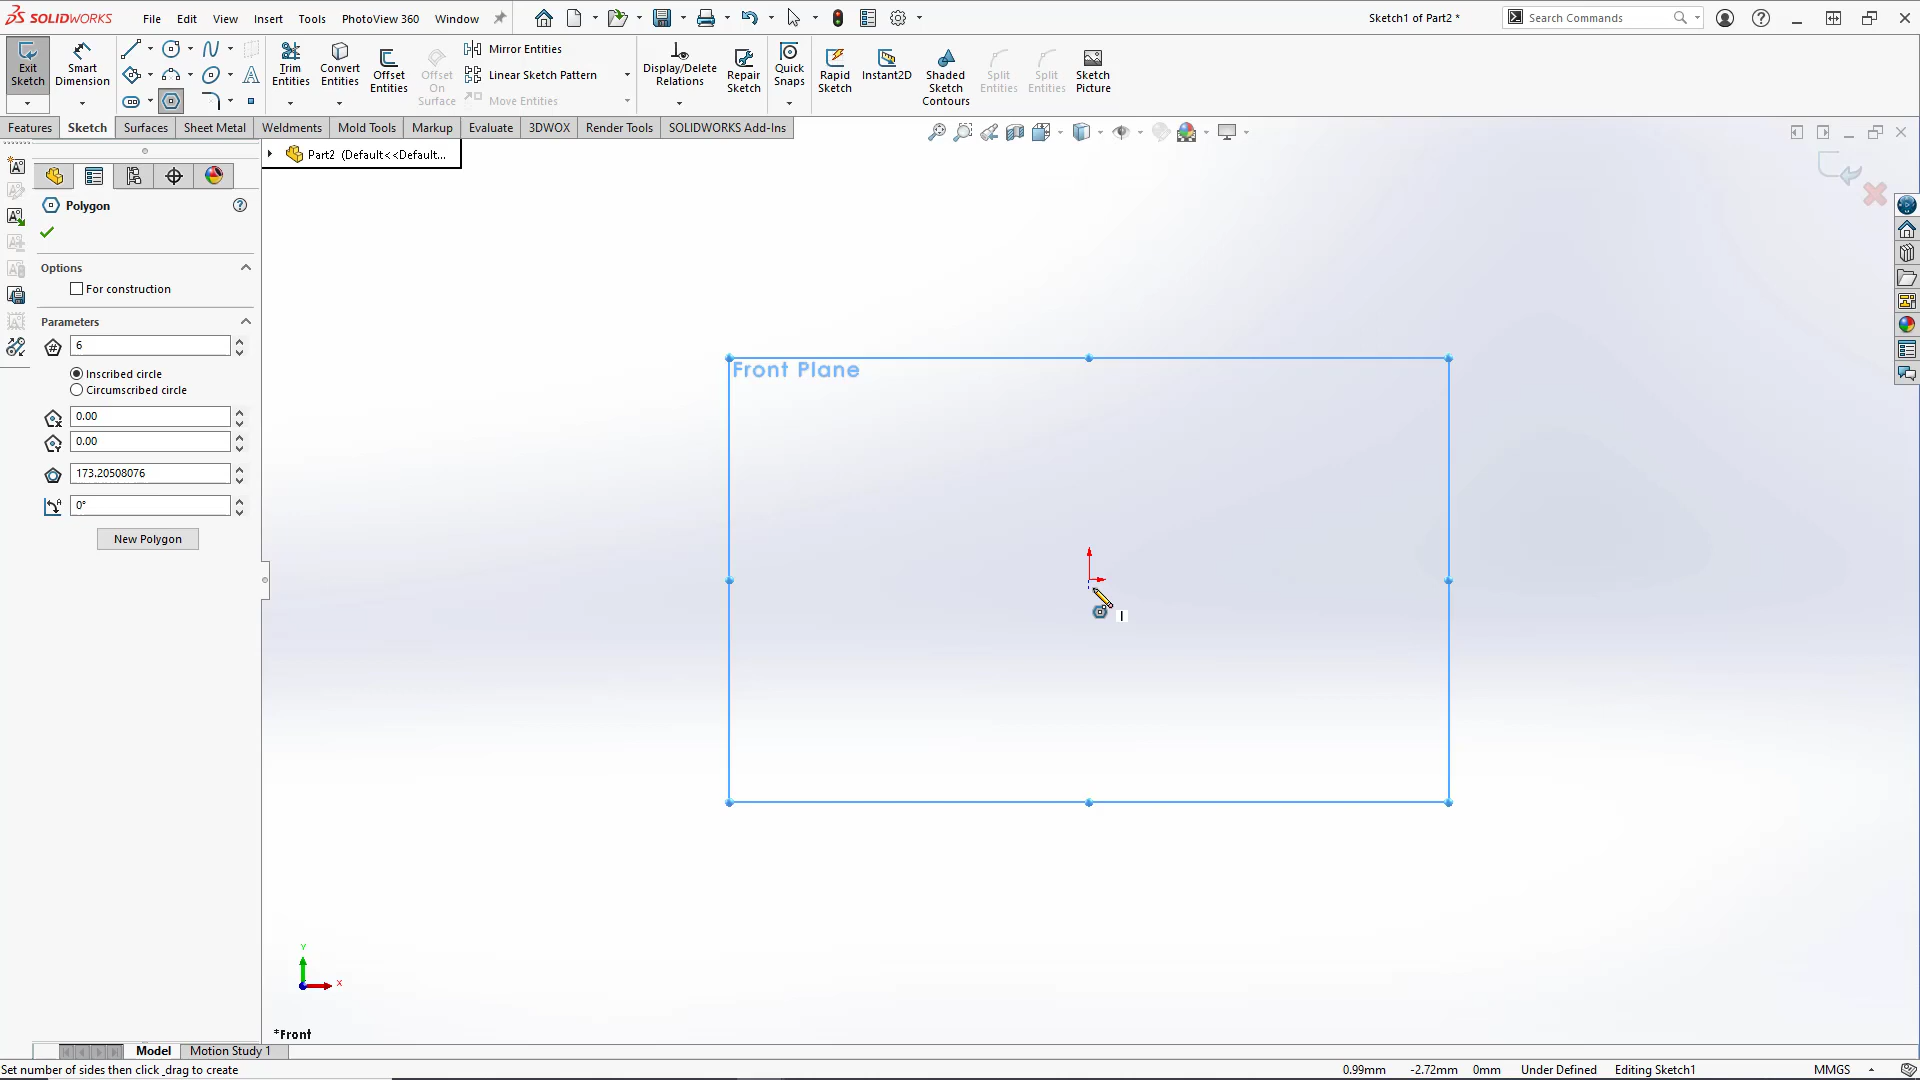 SOLIDWORKS
File Edit View Insert Tools PhotoView 360 Window
Sketch1 of Part2 *
Search Commands
Exit Sketch
Smart Dimension
Trim Entities
Convert Entities
Offset Entities
Offset On Surface
Mirror Entities
Linear Sketch Pattern
Move Entities
Display/Delete Relations
Repair Sketch
Quick Snaps
Rapid Sketch
Instant2D
Shaded Sketch Contours
Split Entities
Split Entities
Sketch Picture
Features Sketch Surfaces Sheet Metal Weldments Mold Tools Markup Evaluate 3DWOX Render Tools SOLIDWORKS Add-Ins
Part2 (Default<<Default...
Polygon
Options
For construction
Parameters
6
Inscribed circle
Circumscribed circle
0.00
0.00
173.20508076
0°
New Polygon
Front Plane
Y
X
*Front
Model Motion Study 1
Set number of sides then click _drag to create
0.99mm -2.72mm 0mm Under Defined Editing Sketch1 MMGS